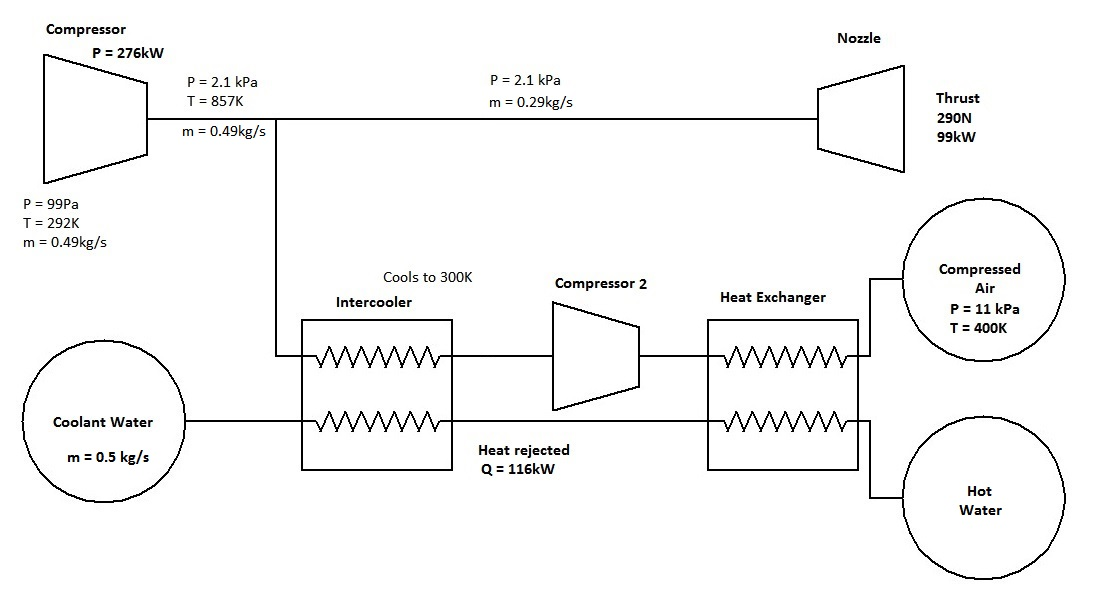 Compressor
P = 276kW
P = 2.1 kPa
T = 857K
m = 0.49kg/s
P = 99Pa
T = 292K
m = 0.49kg/s
P = 2.1 kPa
m = 0.29kg/s
Nozzle
Thrust
290N
99kW
Cools to 300K
Intercooler
Compressor 2
Heat Exchanger
Compressed
Air
P = 11 kPa
T = 400K
Coolant Water
m = 0.5 kg/s
Heat rejected
Q = 116kW
Hot
Water